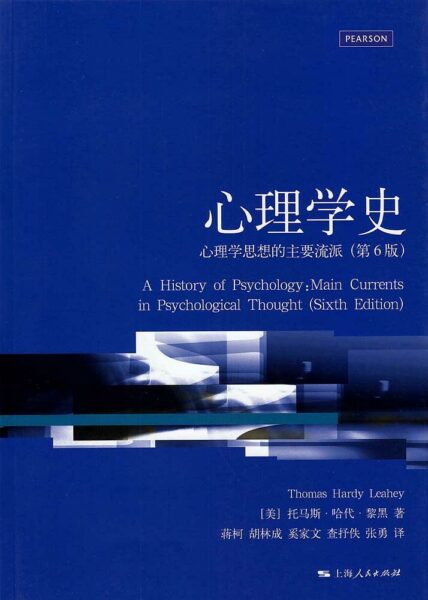 PEARSON
心理学史
心理学思想的主要流派（第6版）
A History of Psychology:Main Currents
in Psychological Thought (Sixth Edition)
Thomas Hardy Leahey
［美］托马斯·哈代·黎黑 著
蒋柯 胡林成 奚家文 查抒佚 张勇 译
上海人民出版社